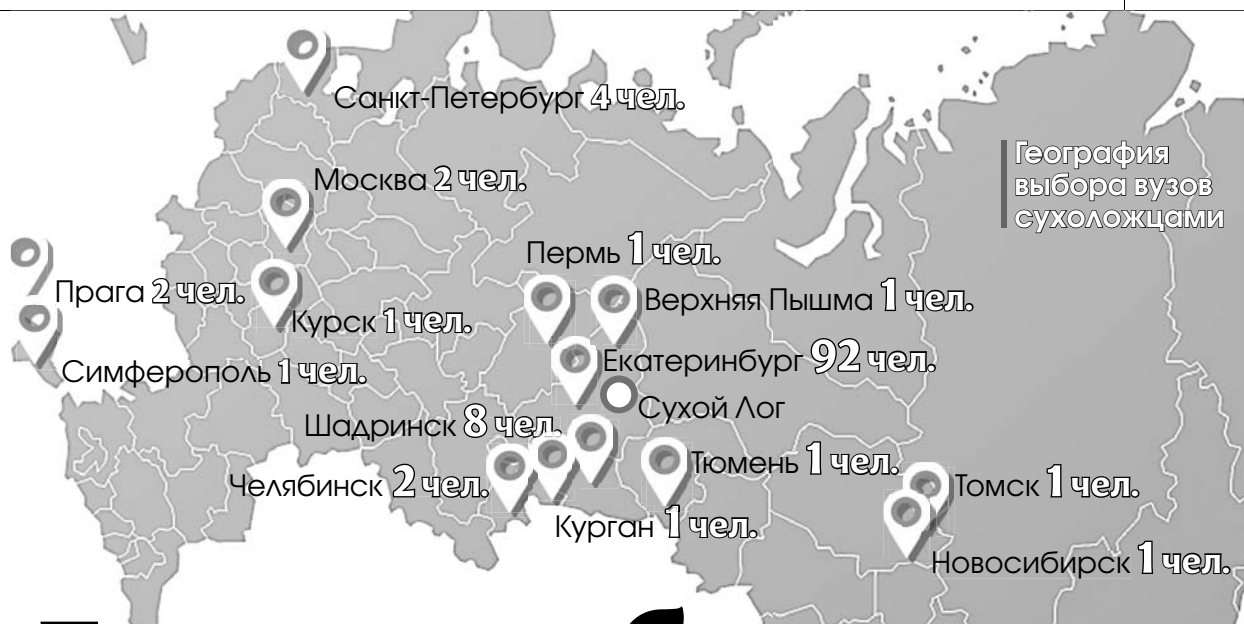 Санкт-Петербург 4 чел.
География
выбора вузов
сухоложцами
Москва 2 чел.
Пермь 1 чел.
Прага 2 чел.
Верхняя Пышма 1 чел.
Курск 1 чел.
Екатеринбург 92 чел.
Симферополь 1 чел.
Сухой Лог
Шадринск 8 чел.
Тюмень 1 чел.
Челябинск 2 чел.
Томск 1 чел.
Курган 1 чел.
Новосибирск 1 чел.